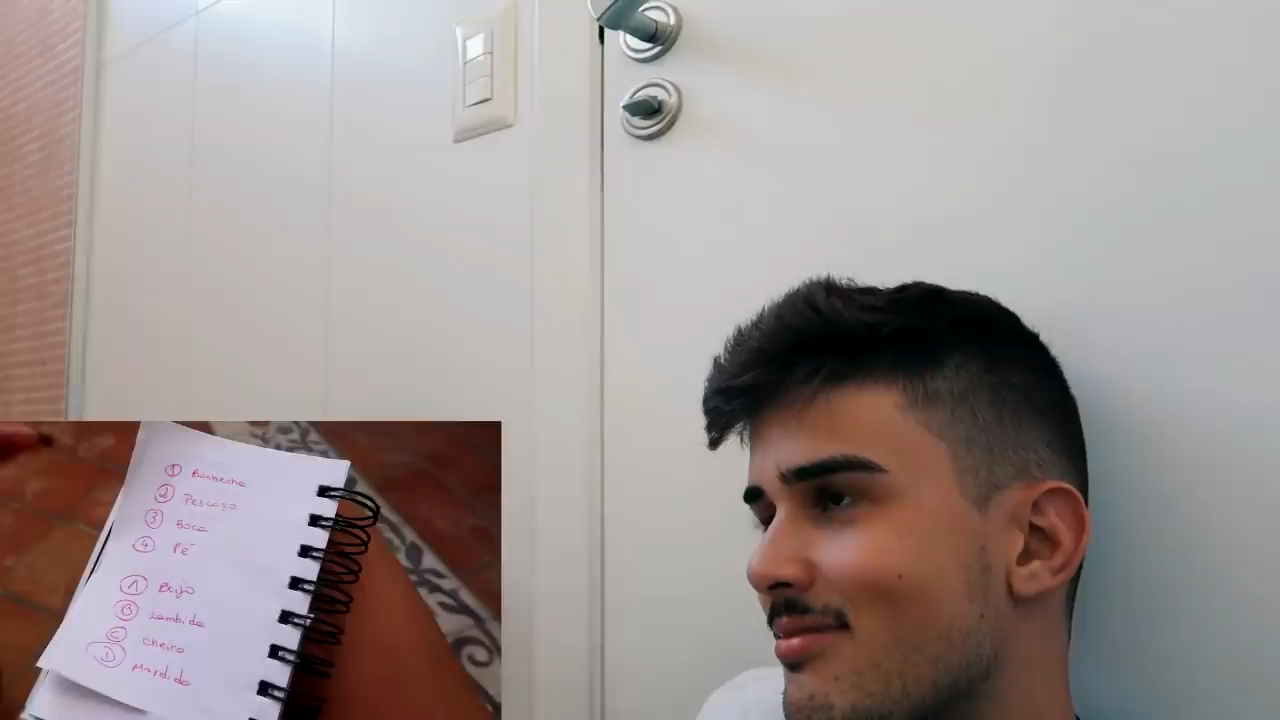 1 Bochecha
2 Pescoço
3 Boca
4 Pé
A Beijo
B Lambida
C Cheiro
D Mordida